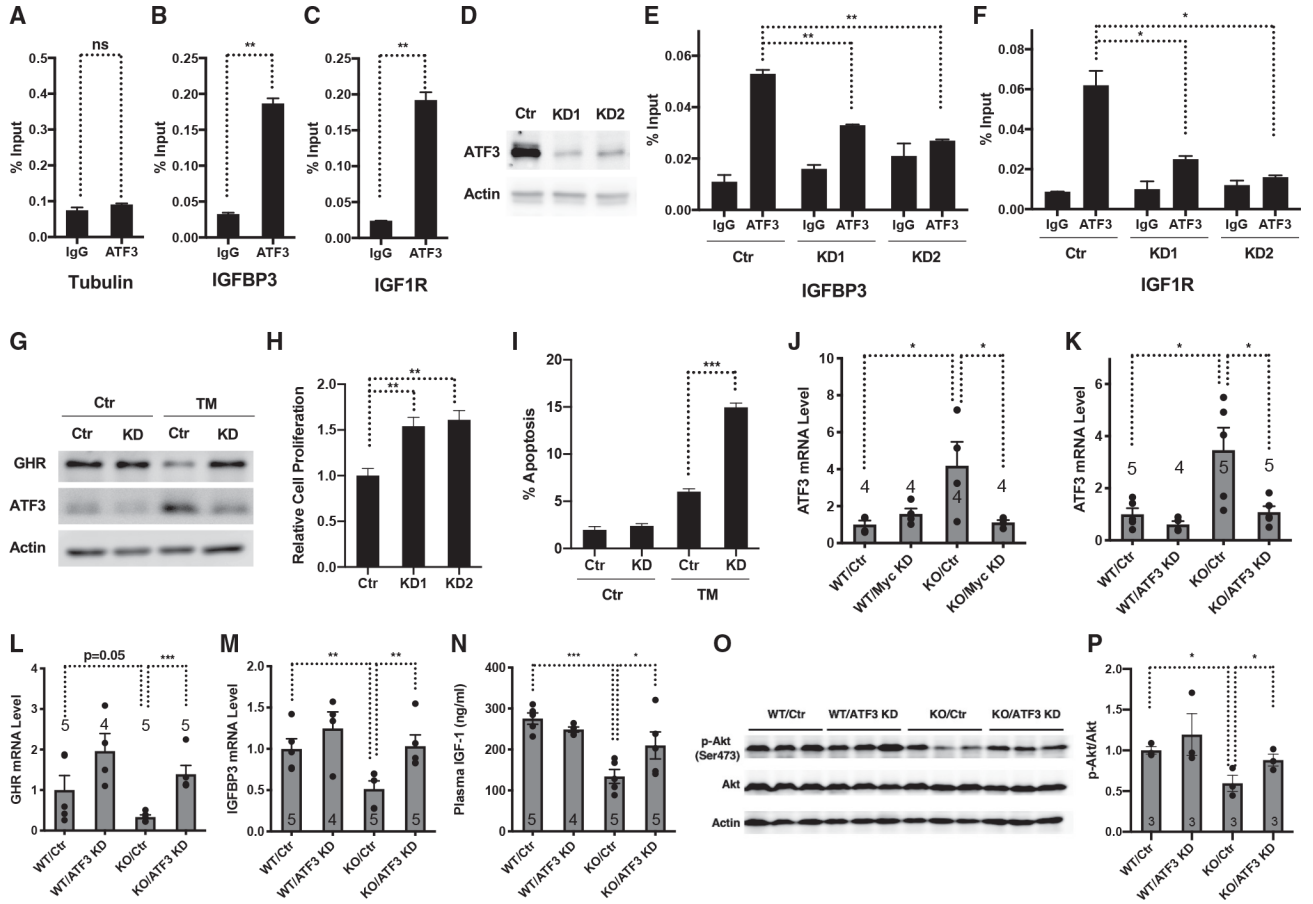 A
ns
% Input
0.5
0.4
0.3
0.2
0.1
0.0
IgG ATF3
Tubulin
B
**
% Input
0.25
0.20
0.15
0.10
0.05
0.00
IgG ATF3
IGFBP3
C
**
% Input
0.25
0.20
0.15
0.10
0.05
0.00
IgG ATF3
IGF1R
D
Ctr KD1 KD2
ATF3
Actin
E
**
**
% Input
0.06
0.04
0.02
0.00
IgG ATF3 IgG ATF3 IgG ATF3
Ctr KD1 KD2
IGFBP3
F
*
*
% Input
0.08
0.06
0.04
0.02
0.00
IgG ATF3 IgG ATF3 IgG ATF3
Ctr KD1 KD2
IGF1R
G
Ctr TM
Ctr KD Ctr KD
GHR
ATF3
Actin
H
**
**
Relative Cell Proliferation
2.0
1.5
1.0
0.5
0.0
Ctr KD1 KD2
I
***
% Apoptosis
20
15
10
5
0
Ctr KD Ctr KD
Ctr TM
J
* *
ATF3 mRNA Level
10
8
6
4
2
0
4 4 4 4
WT/Ctr
WT/Myc KD
KO/Ctr
KO/Myc KD
K
* *
ATF3 mRNA Level
6
4
2
0
5 4 5 5
WT/Ctr
WT/ATF3 KD
KO/Ctr
KO/ATF3 KD
L
p=0.05 ***
GHR mRNA Level
4
3
2
1
0
5 4 5 5
WT/Ctr
WT/ATF3 KD
KO/Ctr
KO/ATF3 KD
M
** **
IGFBP3 mRNA Level
2.0
1.5
1.0
0.5
0.0
5 4 5 5
WT/Ctr
WT/ATF3 KD
KO/Ctr
KO/ATF3 KD
N
*** *
Plasma IGF-1 (ng/ml)
400
300
200
100
0
5 4 5 5
WT/Ctr
WT/ATF3 KD
KO/Ctr
KO/ATF3 KD
O
WT/Ctr WT/ATF3 KD KO/Ctr KO/ATF3 KD
p-Akt
(Ser473)
Akt
Actin
P
* *
p-Akt/Akt
2.0
1.5
1.0
0.5
0.0
3 3 3 3
WT/Ctr
WT/ATF3 KD
KO/Ctr
KO/ATF3 KD